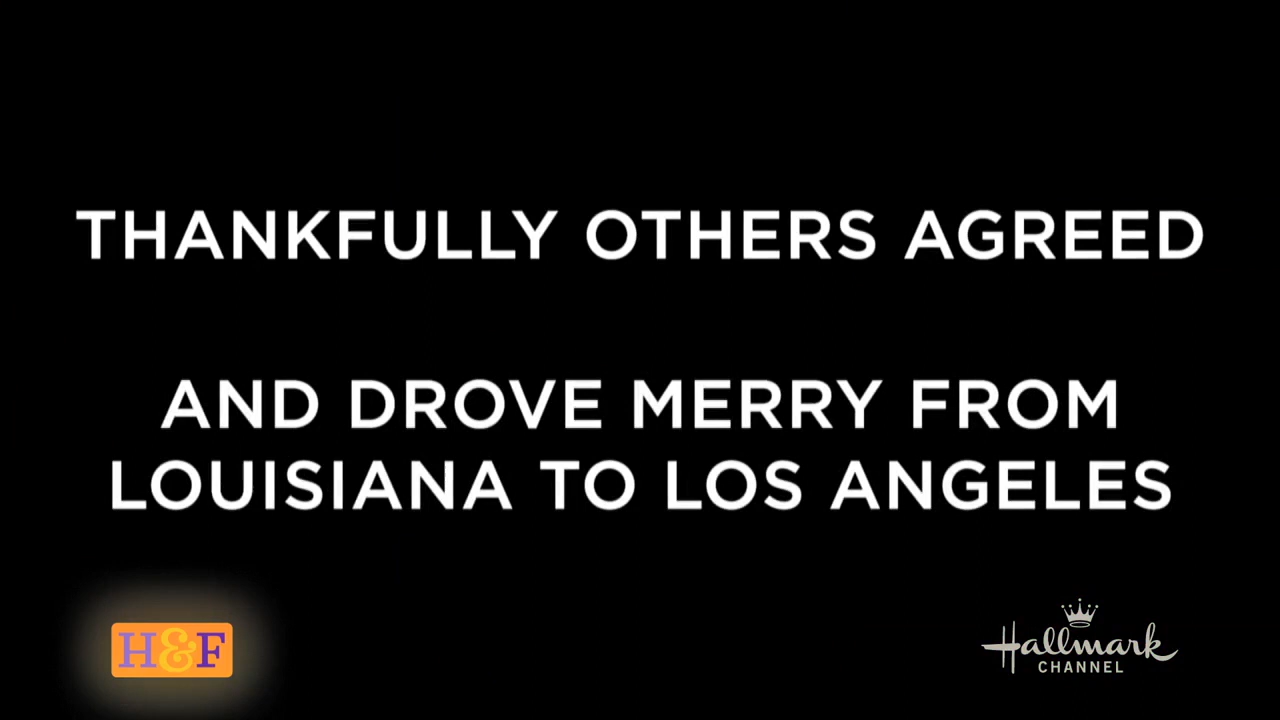 THANKFULLY OTHERS AGREED
AND DROVE MERRY FROM
LOUISIANA TO LOS ANGELES
H&F
Hallmark
CHANNEL